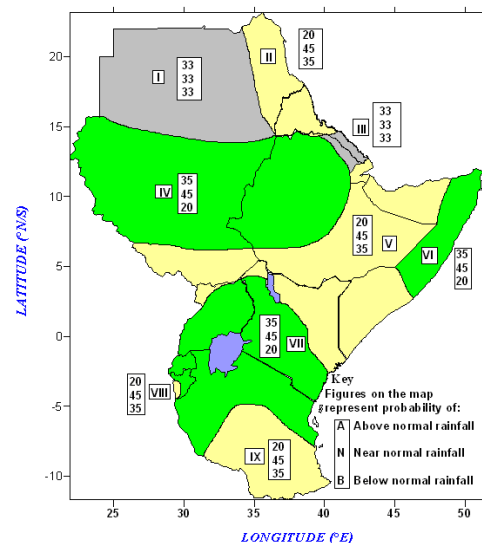 20
I
33
33
33
II
20
45
35
15
III
33
33
33
10
IV
35
45
20
20
45
35
V
VI
35
45
20
5
LATITUDE (°N/S)
0
35
45
20
VII
20
45
35
VIII
-5
IX
20
45
35
-10
Key
Figures on the map
represent probability of:
A Above normal rainfall
N Near normal rainfall
B Below normal rainfall
25 30 35 40 45 50
LONGITUDE (°E)